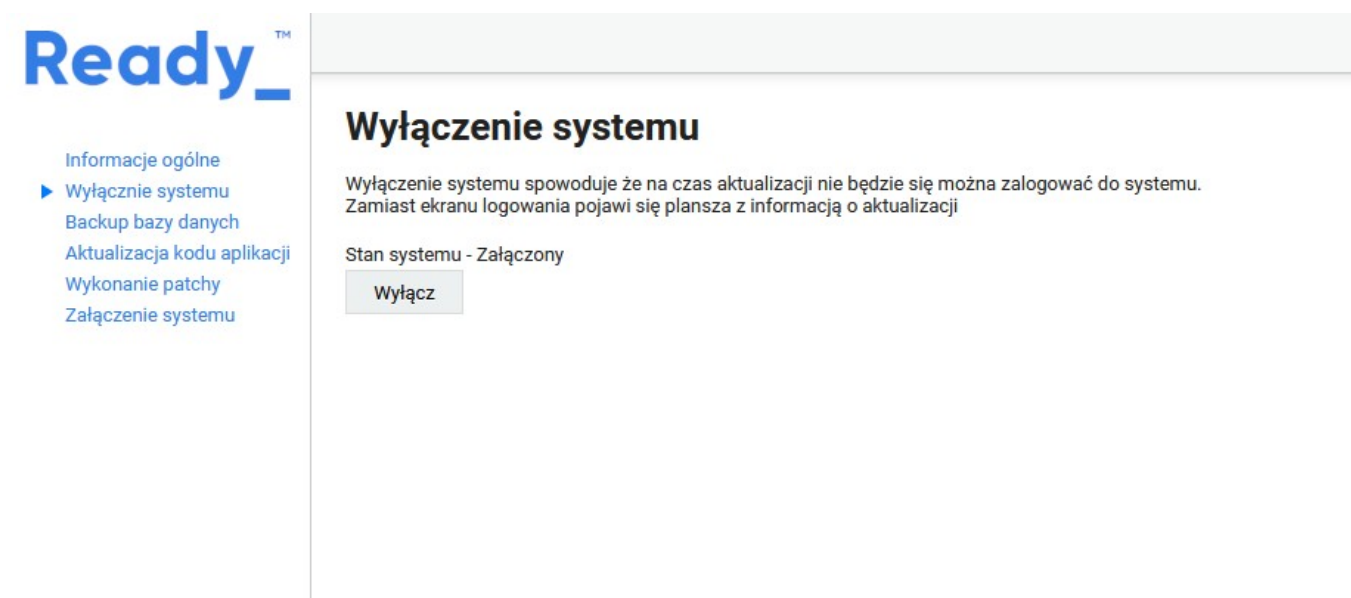 Ready_™
Informacje ogólne
Wyłącznie systemu
Backup bazy danych
Aktualizacja kodu aplikacji
Wykonanie patchy
Załączenie systemu
Wyłączenie systemu
Wyłączenie systemu spowoduje że na czas aktualizacji nie będzie się można zalogować do systemu.
Zamiast ekranu logowania pojawi się plansza z informacją o aktualizacji
Stan systemu - Załączony
Wyłącz